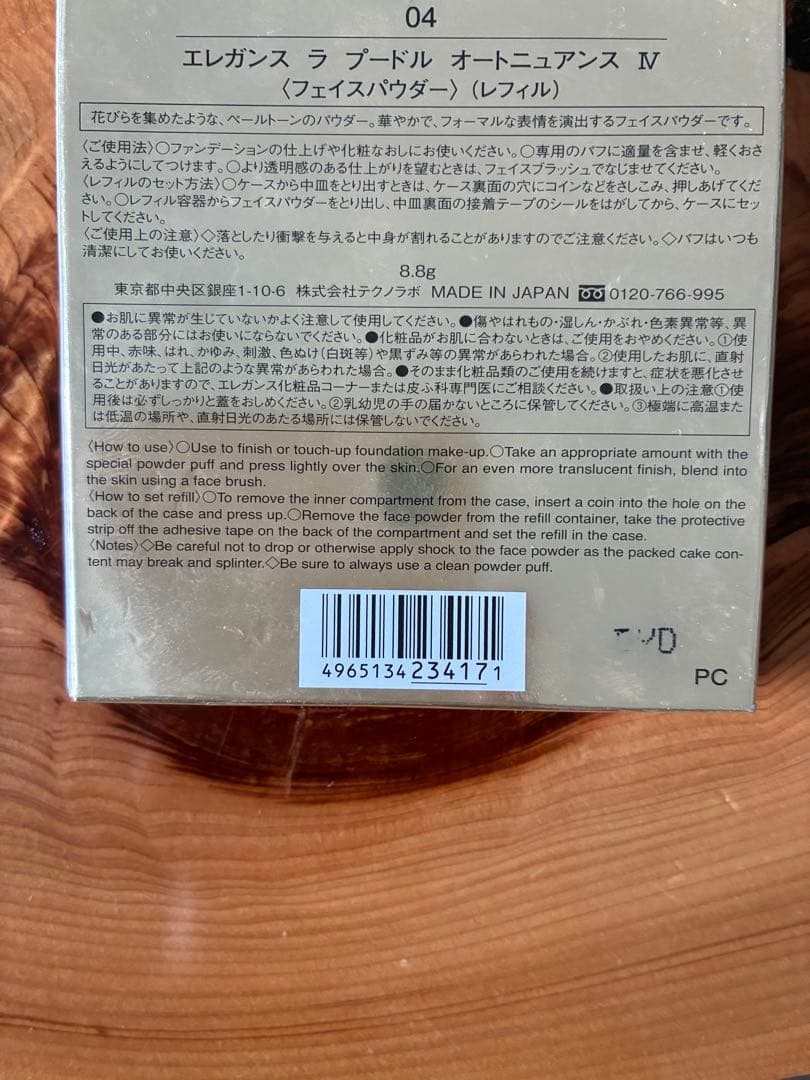 04
エレガンス ラ プードル オートニュアンス Ⅳ
〈フェイスパウダー〉(レフィル)
花びらを集めたような、ペールトーンのパウダー。華やかで、フォーマルな表情を演出するフェイスパウダーです。
〈ご使用法〉○ファンデーションの仕上げや化粧なおしにお使いください。○専用のパフに適量を含ませ、軽くおさ
えるようにしてつけます。○より透明感のある仕上がりを望むときは、フェイスブラッシュでなじませてください。
〈レフィルのセット方法〉○ケースから中皿をとり出すときは、ケース裏面の穴にコインなどをさしこみ、押しあげてくだ
さい。○レフィル容器からフェイスパウダーをとり出し、中皿裏面の接着テープのシールをはがしてから、ケースにセッ
トしてください。
〈ご使用上の注意〉◇落としたり衝撃を与えると中身が割れることがありますのでご注意ください。◇パフはいつも
清潔にしてお使いください。
8.8g
東京都中央区銀座1-10-6 株式会社テクノラボ MADE IN JAPAN 0120-766-995
●お肌に異常が生じていないかよく注意して使用してください。●傷やはれもの・湿しん・かぶれ・色素異常等、異
常のある部分にはお使いにならないでください。●化粧品がお肌に合わないときは、ご使用をおやめください。①使
用中、赤味、はれ、かゆみ、刺激、色ぬけ(白斑等)や黒ずみ等の異常があらわれた場合。②使用したお肌に、直射
日光があたって上記のような異常があらわれた場合。●そのまま化粧品類のご使用を続けますと、症状を悪化させ
ることがありますので、エレガンス化粧品コーナーまたは皮ふ科専門医にご相談ください。●取扱い上の注意①使
用後は必ずしっかりと蓋をおしめください。②乳幼児の手の届かないところに保管してください。③極端に高温また
は低温の場所や、直射日光のあたる場所には保管しないでください。
〈How to use〉○Use to finish or touch-up foundation make-up.○Take an appropriate amount with the
special powder puff and press lightly over the skin.○For an even more translucent finish, blend into
the skin using a face brush.
〈How to set refill〉○To remove the inner compartment from the case, insert a coin into the hole on the
back of the case and press up.○Remove the face powder from the refill container, take the protective
strip off the adhesive tape on the back of the compartment and set the refill in the case.
〈Notes〉◇Be careful not to drop or otherwise apply shock to the face powder as the packed cake con-
tent may break and splinter.◇Be sure to always use a clean powder puff.
4965134234171
PC